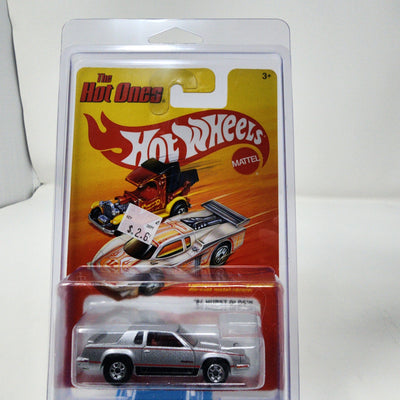 The
Hot Ones
3+
Hot Wheels
MATTEL
$2.6
'84 HURST OLDS